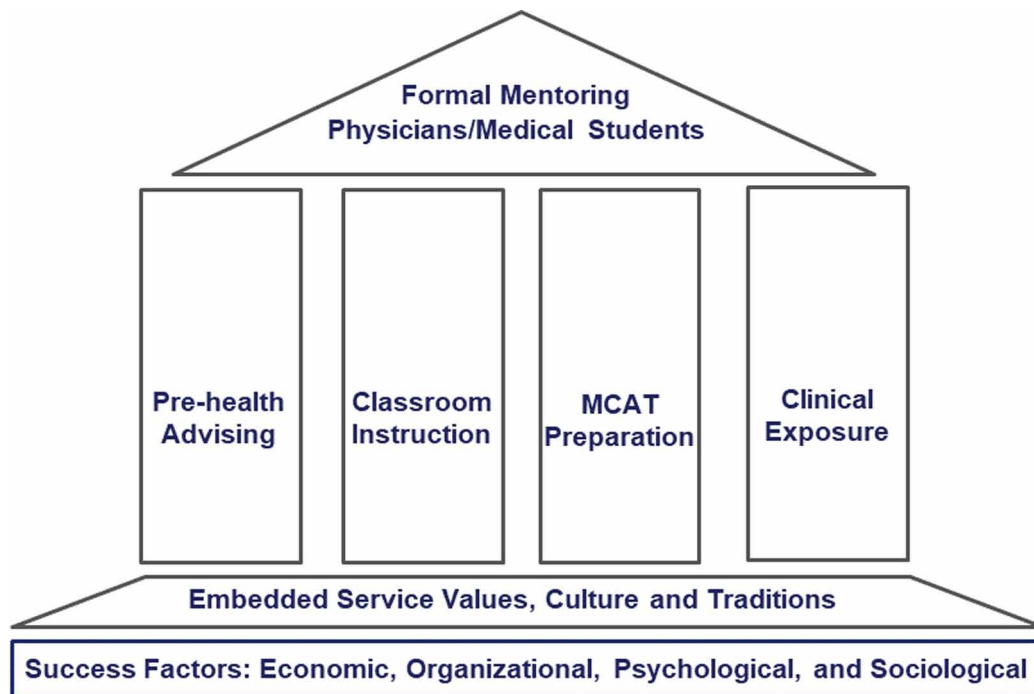 Formal Mentoring
Physicians/Medical Students
Pre-health
Advising
Classroom
Instruction
MCAT
Preparation
Clinical
Exposure
Embedded Service Values, Culture and Traditions
Success Factors: Economic, Organizational, Psychological, and Sociological